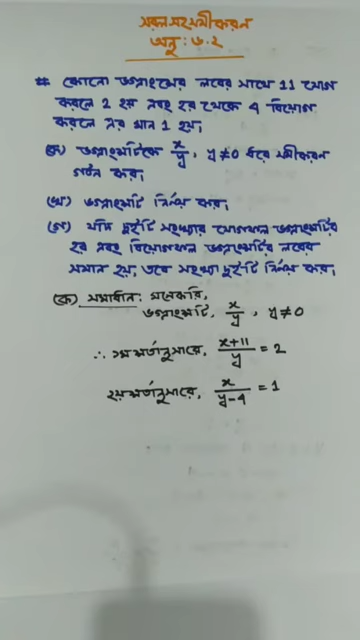 সরল সহসমীকরণ
অনু : ৬.২
# কোনো ভগ্নাংশের লবের সাথে 11 যোগ
করলে 2 হয় এবং হর থেকে 4 বিয়োগ
করলে এর মান 1 হয়।
(ক) ভগ্নাংশটিকে x/y, y≠0 ধরে সমীকরণ
গঠন কর।
(খ) ভগ্নাংশটি নির্ণয় কর।
(গ) যদি দুইটি সংখ্যার যোগফল ভগ্নাংশটির
হর এবং বিয়োগফল ভগ্নাংশটির লবের
সমান হয়, তবে সংখ্যা দুইটি নির্ণয় কর।
(ক) সমাধান: মনেকরি,
ভগ্নাংশটি, x/y, y≠0
∴ ১ম শর্তানুসারে, (x+11)/y = 2
২য় শর্তানুসারে, x/(y-4) = 1